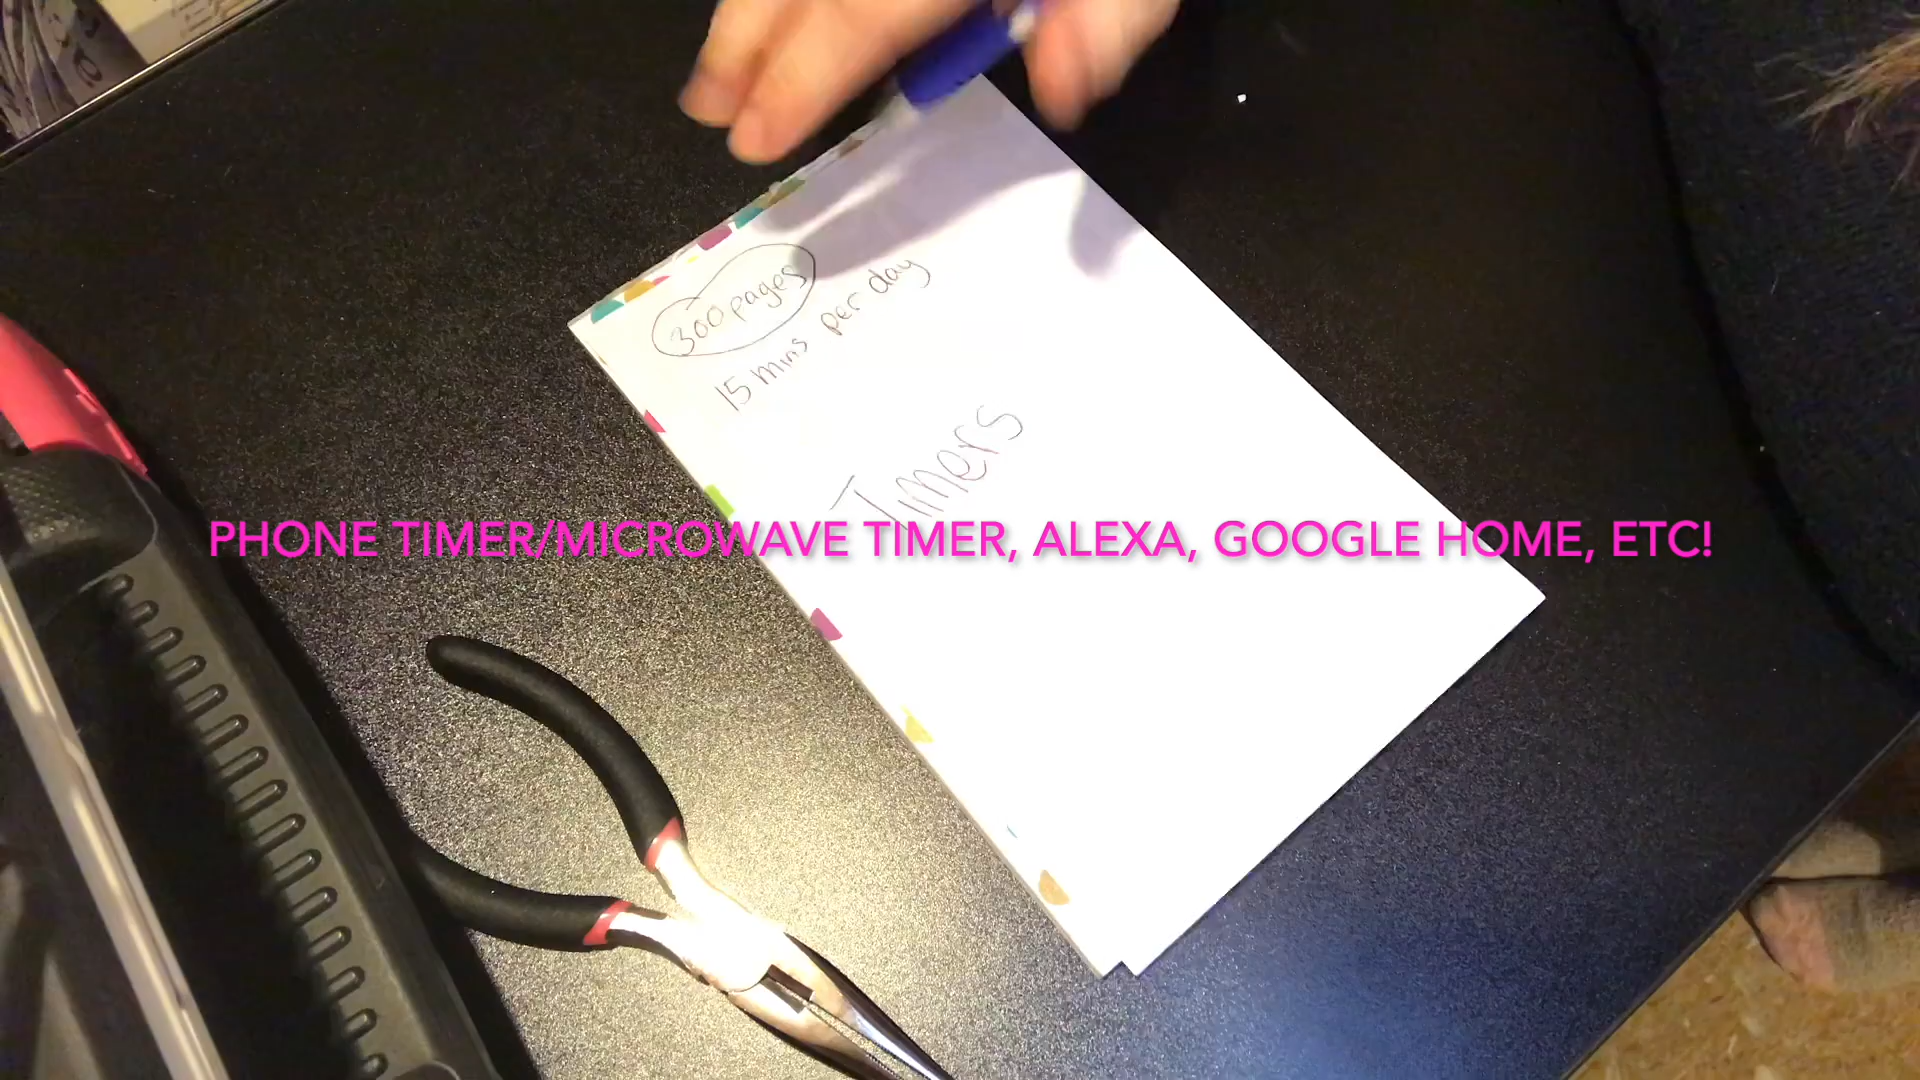 300 pages
15 mins per day
Timers
PHONE TIMER/MICROWAVE TIMER, ALEXA, GOOGLE HOME, ETC!